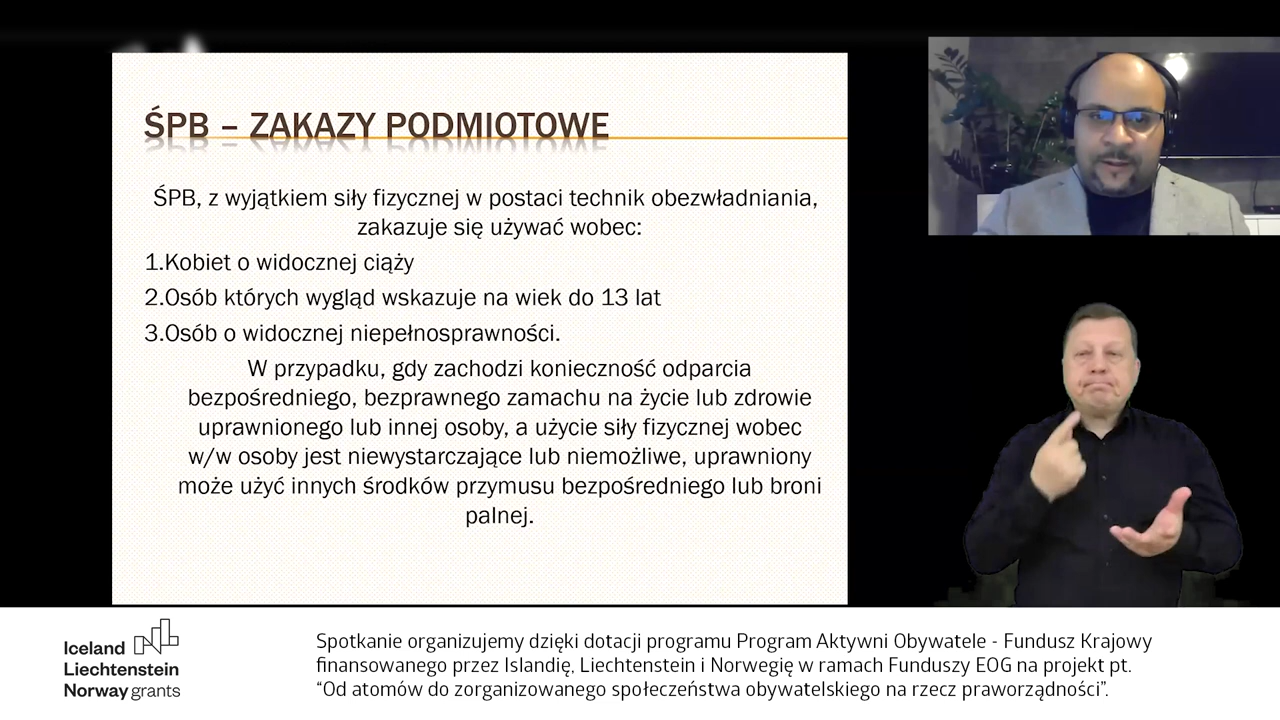 ŚPB – ZAKAZY PODMIOTOWE
ŚPB, z wyjątkiem siły fizycznej w postaci technik obezwładniania,
zakazuje się używać wobec:
1.Kobiet o widocznej ciąży
2.Osób których wygląd wskazuje na wiek do 13 lat
3.Osób o widocznej niepełnosprawności.
W przypadku, gdy zachodzi konieczność odparcia
bezpośredniego, bezprawnego zamachu na życie lub zdrowie
uprawnionego lub innej osoby, a użycie siły fizycznej wobec
w/w osoby jest niewystarczające lub niemożliwe, uprawniony
może użyć innych środków przymusu bezpośredniego lub broni
palnej.
Iceland
Liechtenstein
Norway grants
Spotkanie organizujemy dzięki dotacji programu Program Aktywni Obywatele - Fundusz Krajowy
finansowanego przez Islandię, Liechtenstein i Norwegię w ramach Funduszy EOG na projekt pt.
“Od atomów do zorganizowanego społeczeństwa obywatelskiego na rzecz praworządności”.